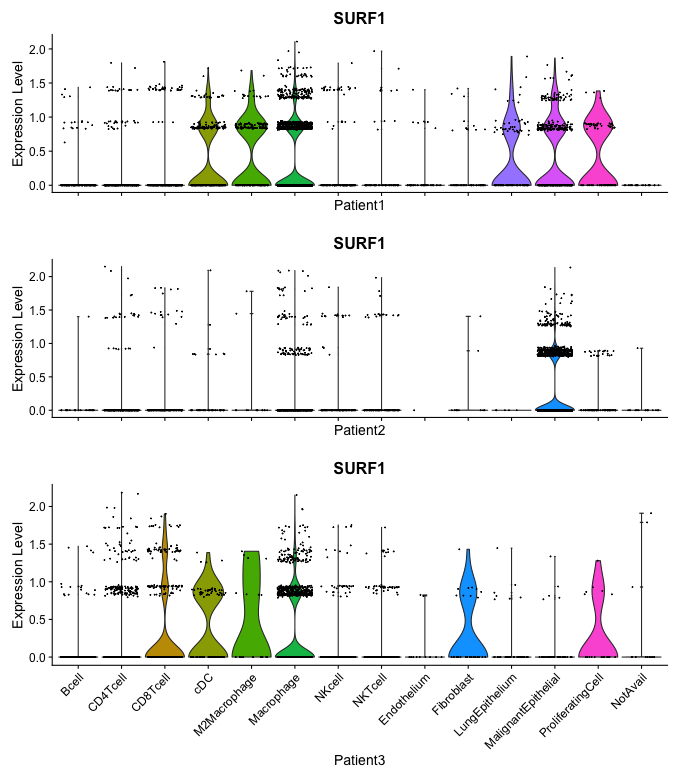 SURF1
Expression Level
2.0
1.5
1.0
0.5
0.0
Patient1
SURF1
Expression Level
2.0
1.5
1.0
0.5
0.0
Patient2
SURF1
Expression Level
2.0
1.5
1.0
0.5
0.0
Bcell
CD4Tcell
CD8Tcell
cDC
M2Macrophage
Macrophage
NKcell
NKTcell
Endothelium
Fibroblast
LungEpithelium
MalignantEpithelial
ProliferatingCell
NotAvail
Patient3